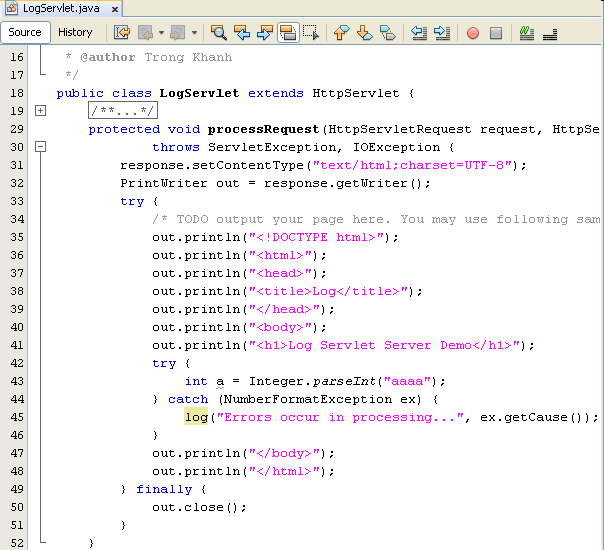 LogServlet.java
Source History
16 * @author Trong Khanh
17 */
18 public class LogServlet extends HttpServlet {
19 /**...*/
29 protected void processRequest(HttpServletRequest request, HttpSe
30 throws ServletException, IOException {
31 response.setContentType("text/html;charset=UTF-8");
32 PrintWriter out = response.getWriter();
33 try {
34 /* TODO output your page here. You may use following sam
35 out.println("<!DOCTYPE html>");
36 out.println("<html>");
37 out.println("<head>");
38 out.println("<title>Log</title>");
39 out.println("</head>");
40 out.println("<body>");
41 out.println("<h1>Log Servlet Server Demo</h1>");
42 try {
43 int a = Integer.parseInt("aaaa");
44 } catch (NumberFormatException ex) {
45 log("Errors occur in processing...", ex.getCause());
46 }
47 out.println("</body>");
48 out.println("</html>");
49 } finally {
50 out.close();
51 }
52 }